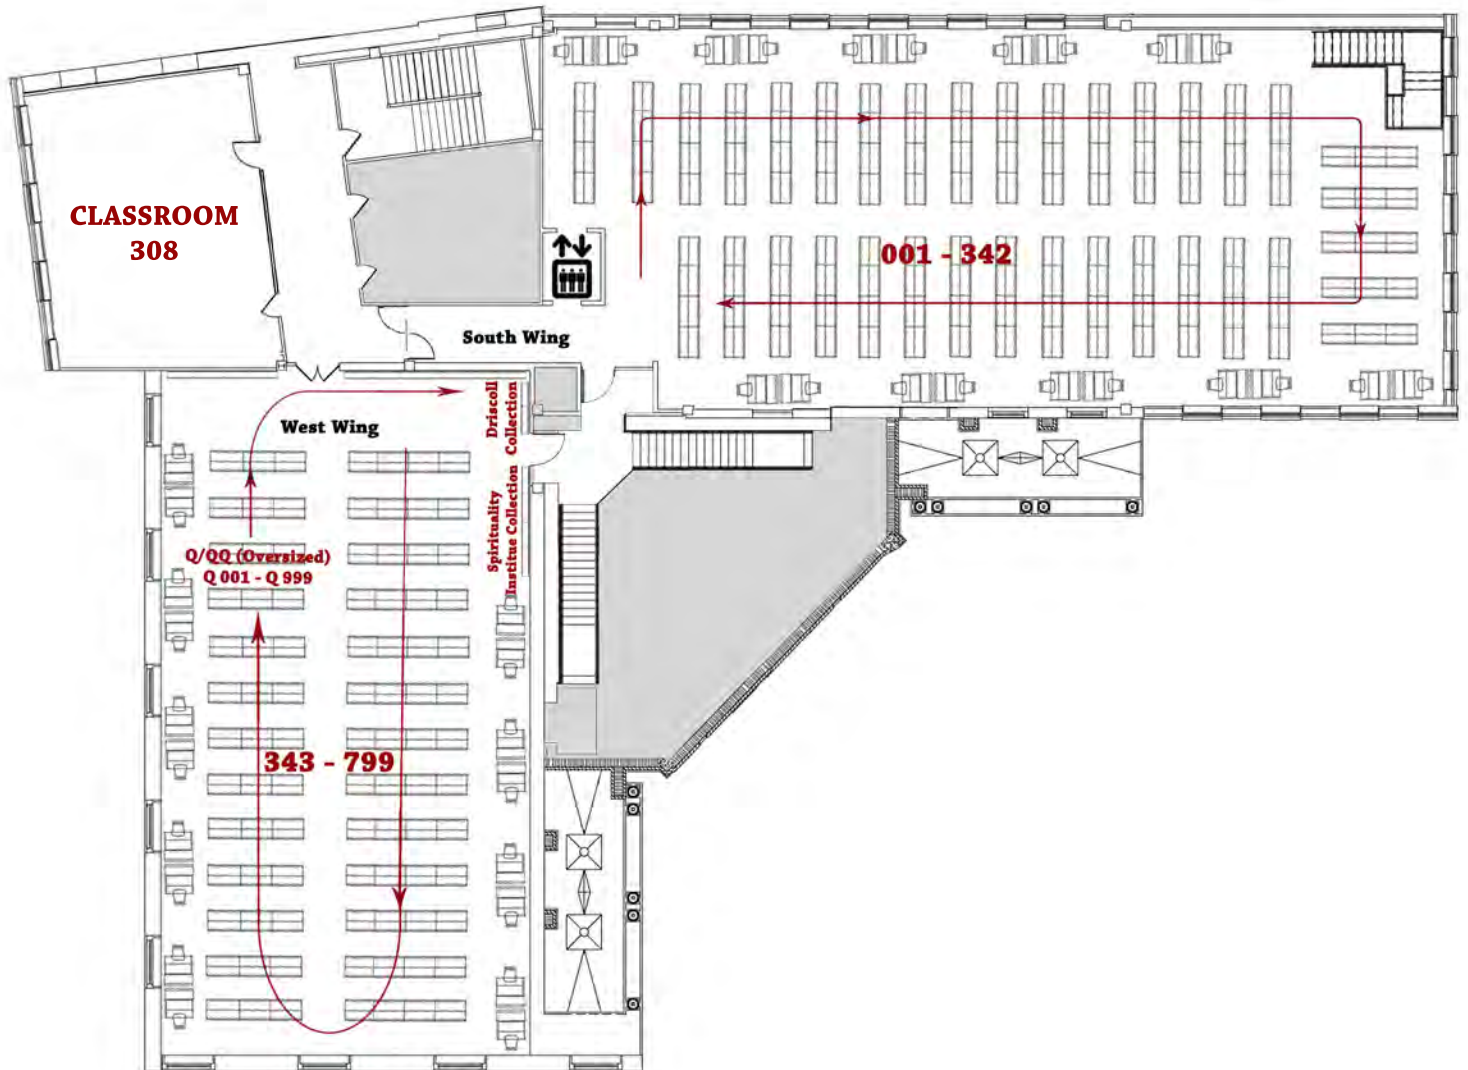 CLASSROOM
308
001 - 342
South Wing
West Wing
Driscoll
Collection
Spirituality
Institue Collection
Q/QQ (Oversized)
Q 001 - Q 999
343 - 799